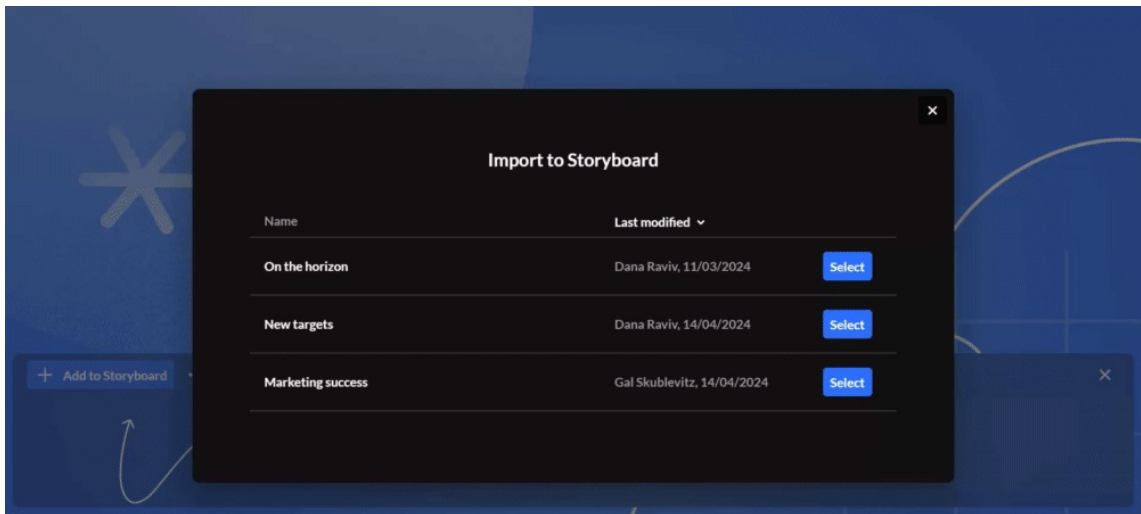 Import to Storyboard
Name Last modified
On the horizon Dana Raviv, 11/03/2024 Select
New targets Dana Raviv, 14/04/2024 Select
Marketing success Gal Skublevitz, 14/04/2024 Select
Add to Storyboard